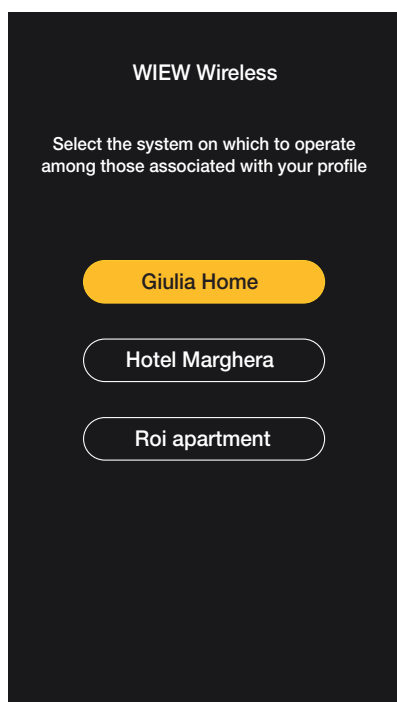 WIEW Wireless
Select the system on which to operate
among those associated with your profile
Giulia Home
Hotel Marghera
Roi apartment